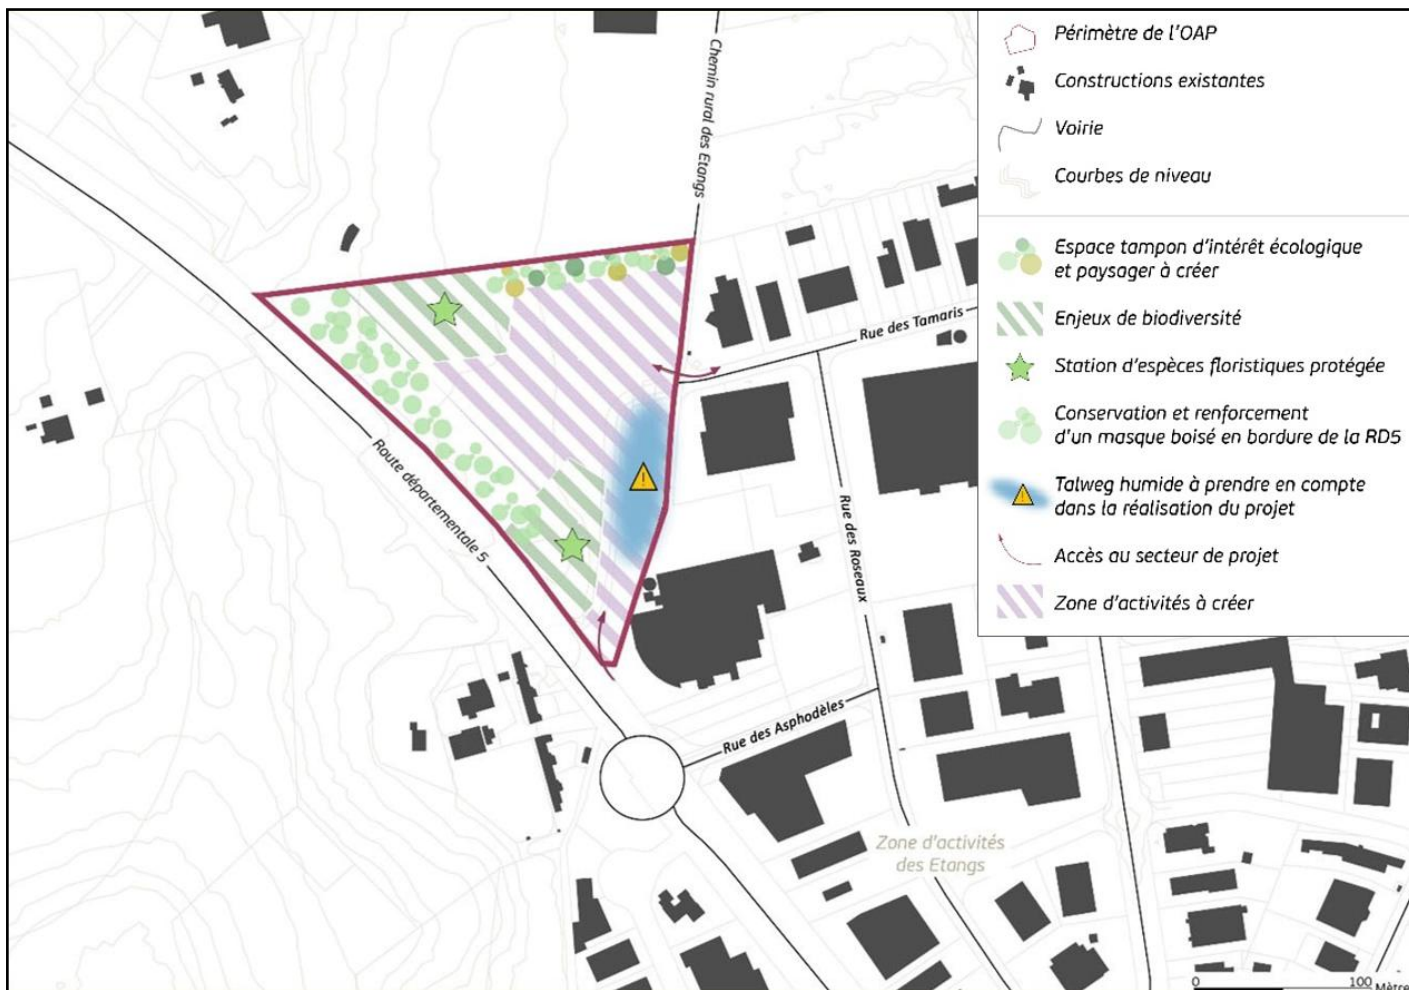 Périmètre de l'OAP
Constructions existantes
Voirie
Courbes de niveau
Espace tampon d'intérêt écologique
et paysager à créer
Enjeux de biodiversité
Station d'espèces floristiques protégée
Conservation et renforcement
d'un masque boisé en bordure de la RD5
Talweg humide à prendre en compte
dans la réalisation du projet
Accès au secteur de projet
Zone d'activités à créer
Chemin rural des Etangs
Rue des Tamaris
Route départementale 5
Rue des Roseaux
Rue des Asphodèles
Zone d'activités
des Etangs
0 100 Mètre